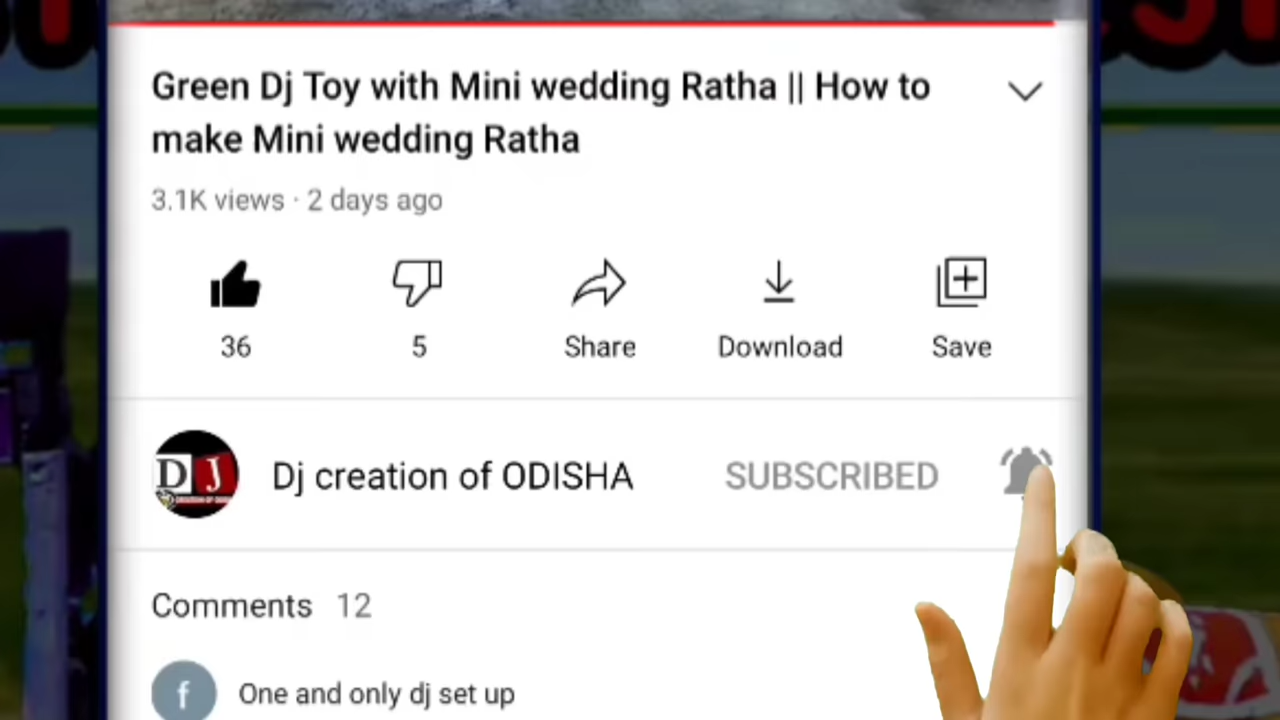 Green Dj Toy with Mini wedding Ratha || How to
make Mini wedding Ratha
3.1K views · 2 days ago
36
5
Share
Download
Save
DJ
Dj creation of ODISHA
SUBSCRIBED
Comments 12
f
One and only dj set up